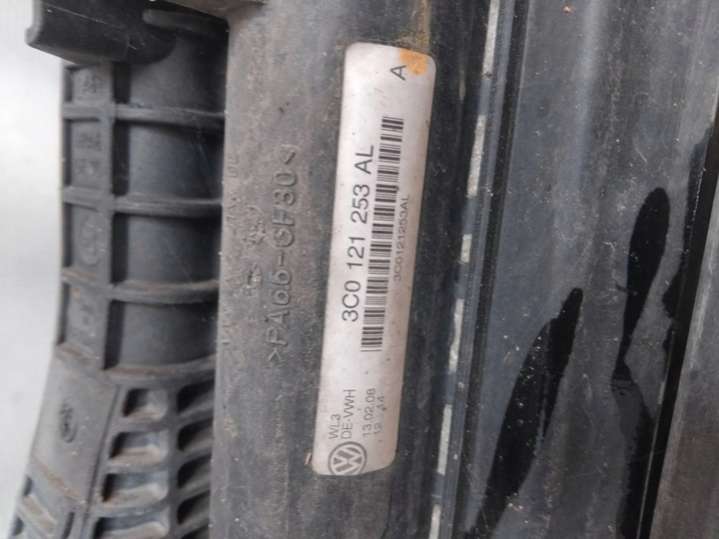 A
3C0 121 253 AL
3C0121253AL
WL3
DE-VWH
13.02.08
>PA66-GF30<